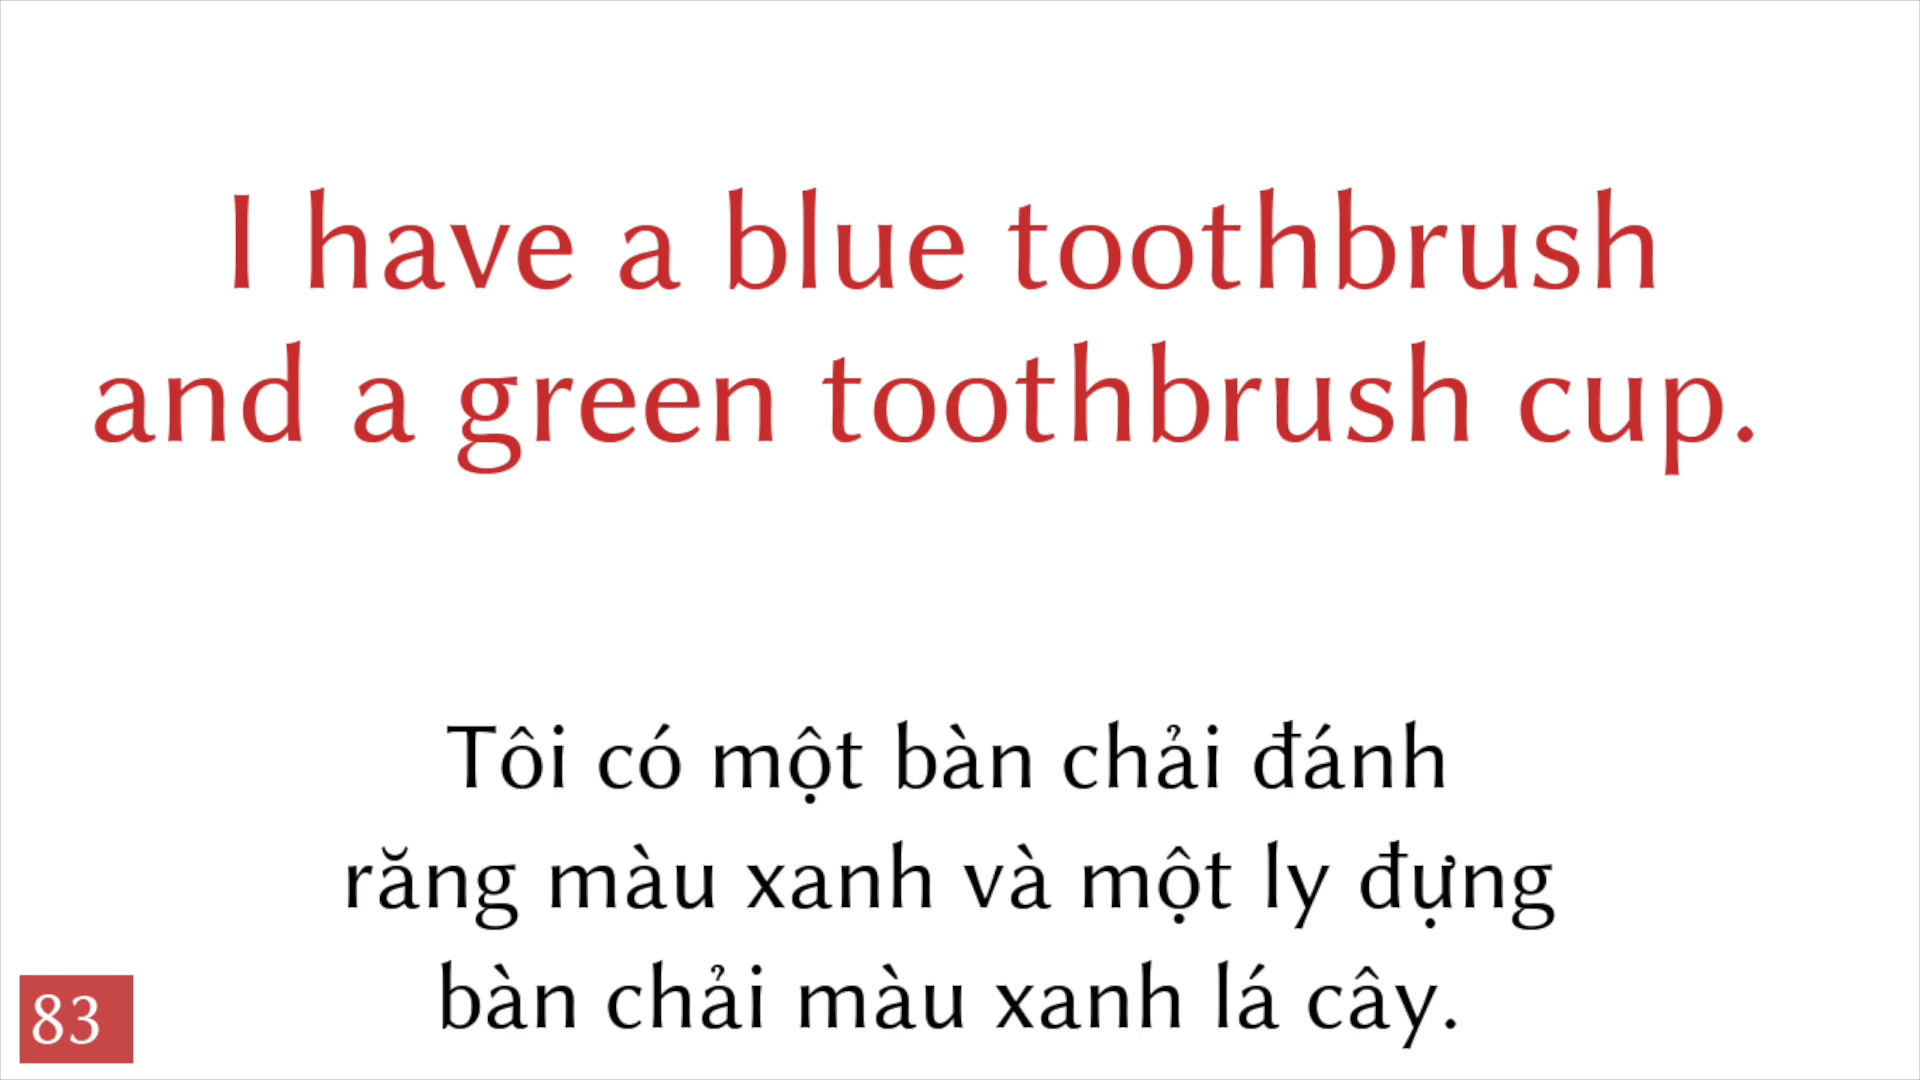 I have a blue toothbrush
and a green toothbrush cup.
Tôi có một bàn chải đánh
răng màu xanh và một ly đựng
bàn chải màu xanh lá cây.
83